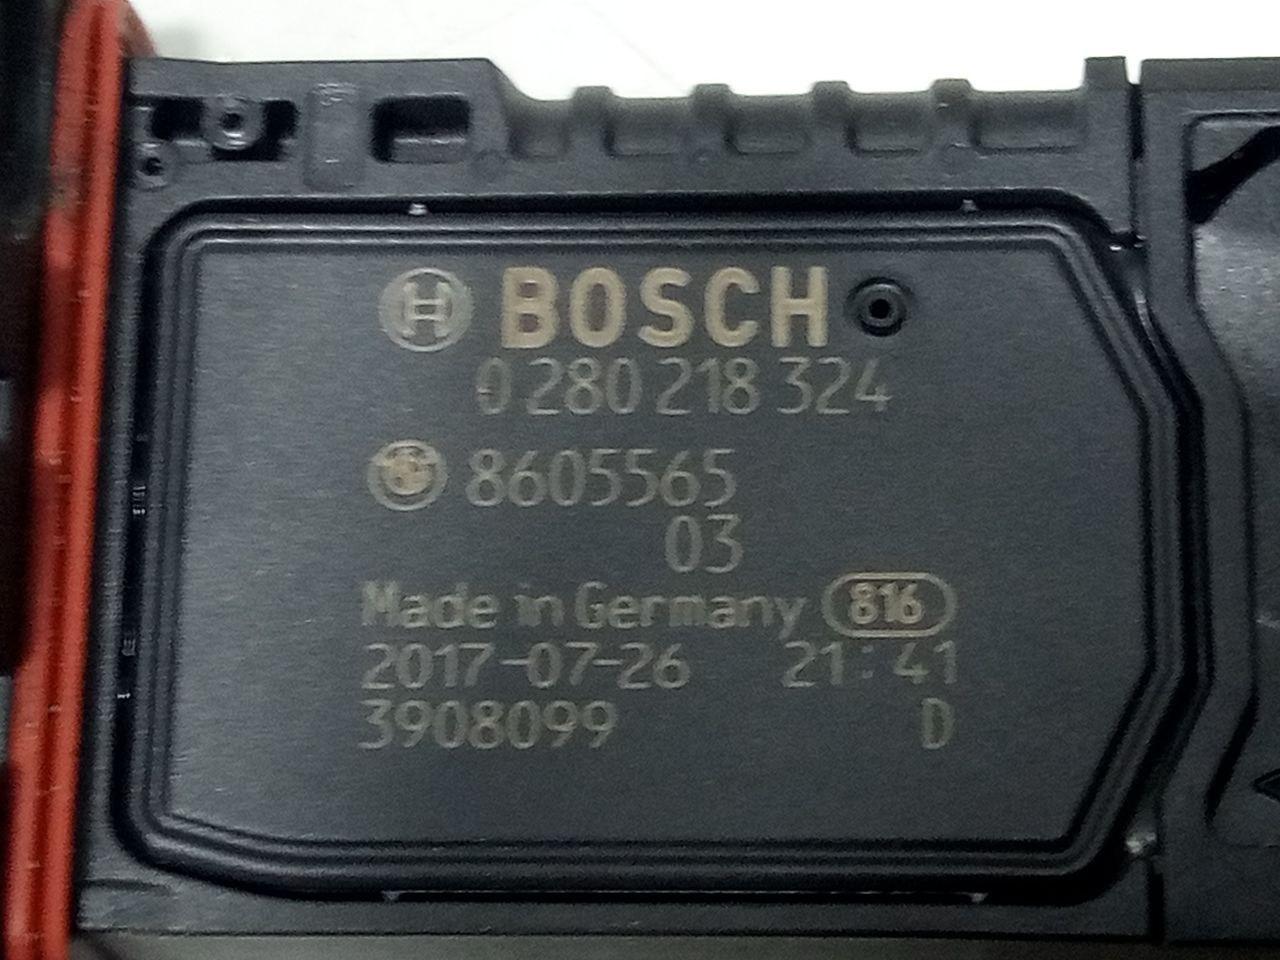 BOSCH
0 280 218 324
8605565
03
Made in Germany 816
2017-07-26 21:41
3908099 D